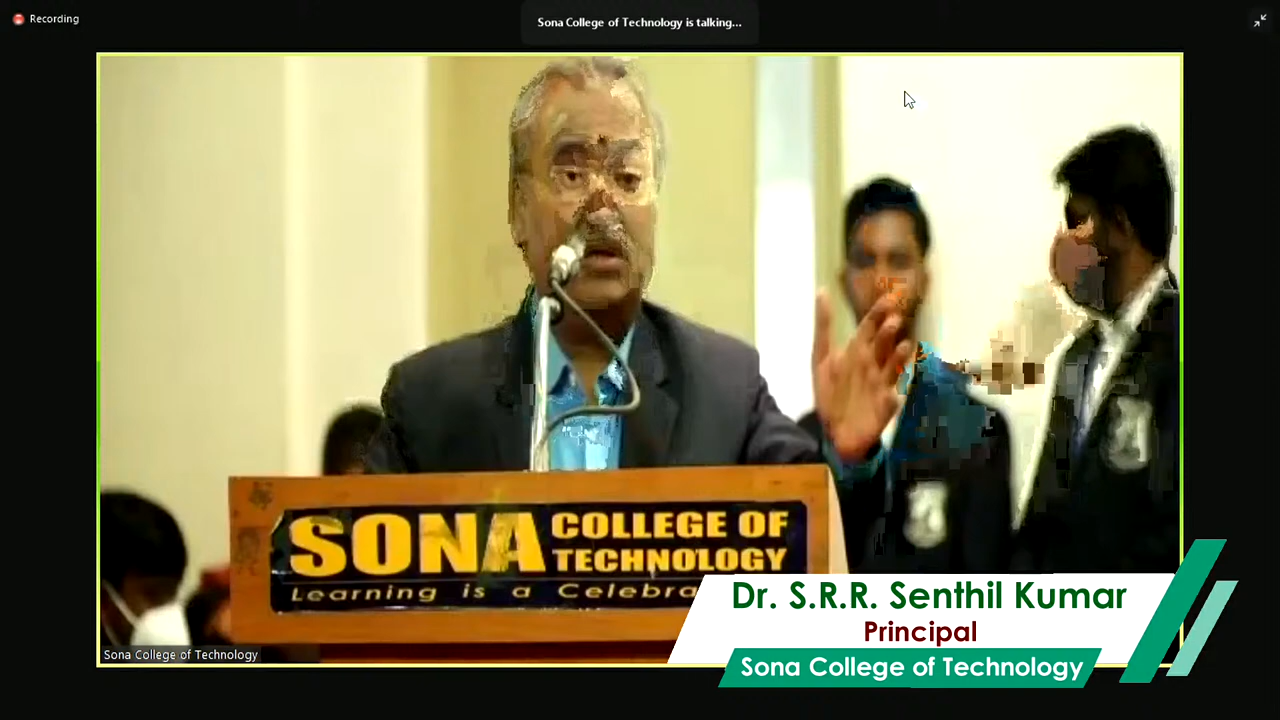 Recording
Sona College of Technology is talking...
SONA COLLEGE OF
TECHNOLOGY
Learning is a Celebra
Dr. S.R.R. Senthil Kumar
Principal
Sona College of Technology
Sona College of Technology